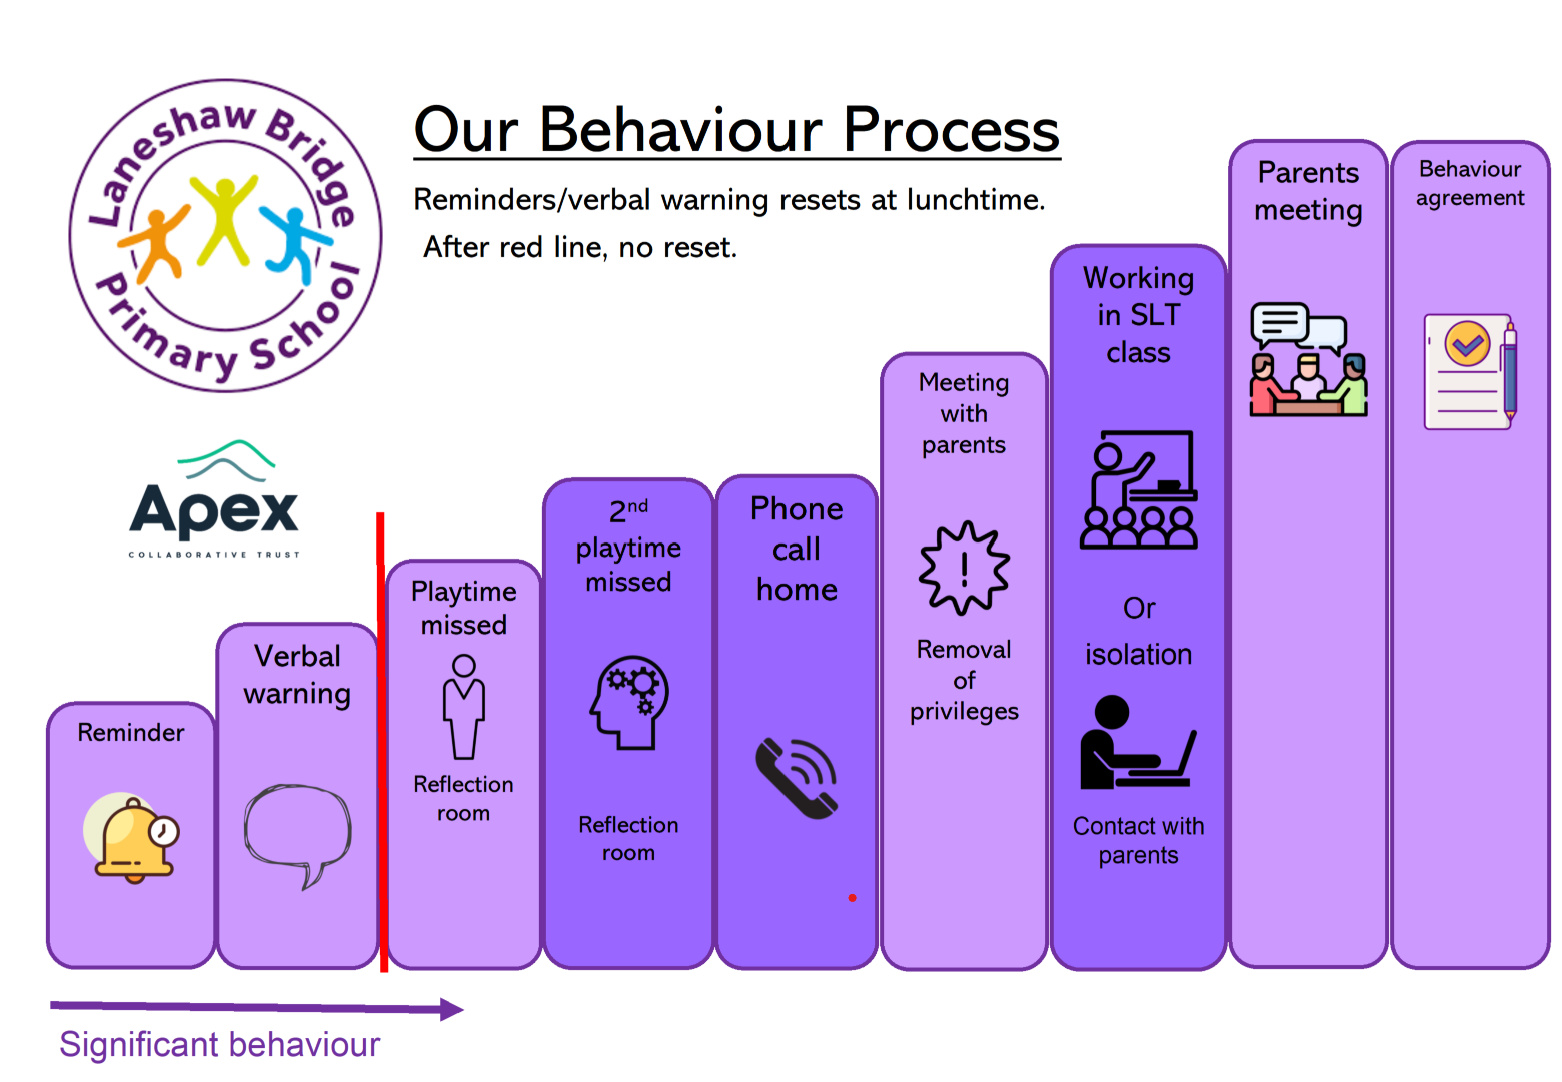 Laneshaw Bridge
Primary School
Our Behaviour Process
Reminders/verbal warning resets at lunchtime.
After red line, no reset.
Apex
COLLABORATIVE TRUST
Reminder
Verbal
warning
Playtime
missed
Reflection
room
2nd
playtime
missed
Reflection
room
Phone
call
home
Meeting
with
parents
Removal
of
privileges
Working
in SLT
class
Or
isolation
Contact with
parents
Parents
meeting
Behaviour
agreement
Significant behaviour